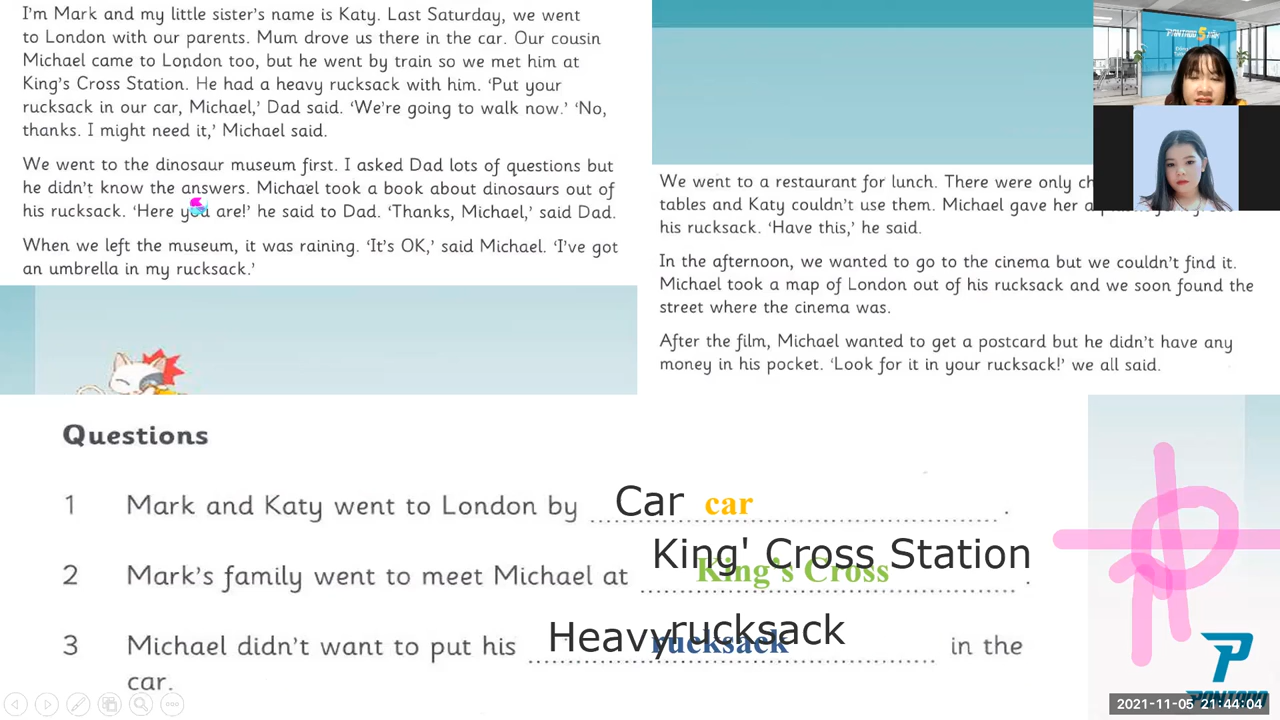 I'm Mark and my little sister's name is Katy. Last Saturday, we went
to London with our parents. Mum drove us there in the car. Our cousin
Michael came to London too, but he went by train so we met him at
King's Cross Station. He had a heavy rucksack with him. 'Put your
rucksack in our car, Michael,' Dad said. 'We're going to walk now.' 'No,
thanks. I might need it,' Michael said.
We went to the dinosaur museum first. I asked Dad lots of questions but
he didn't know the answers. Michael took a book about dinosaurs out of
his rucksack. 'Here you are!' he said to Dad. 'Thanks, Michael,' said Dad.
When we left the museum, it was raining. 'It's OK,' said Michael. 'I've got
an umbrella in my rucksack.'
We went to a restaurant for lunch. There were only
tables and Katy couldn't use them. Michael gave her a
his rucksack. 'Have this,' he said.
In the afternoon, we wanted to go to the cinema but we couldn't find it.
Michael took a map of London out of his rucksack and we soon found the
street where the cinema was.
After the film, Michael wanted to get a postcard but he didn't have any
money in his pocket. 'Look for it in your rucksack!' we all said.
Questions
1 Mark and Katy went to London by Car car .
King' Cross Station
2 Mark's family went to meet Michael at King's Cross .
Heavy rucksack
3 Michael didn't want to put his rucksack in the
car.
PANTADO
2021-11-05 21:44:04